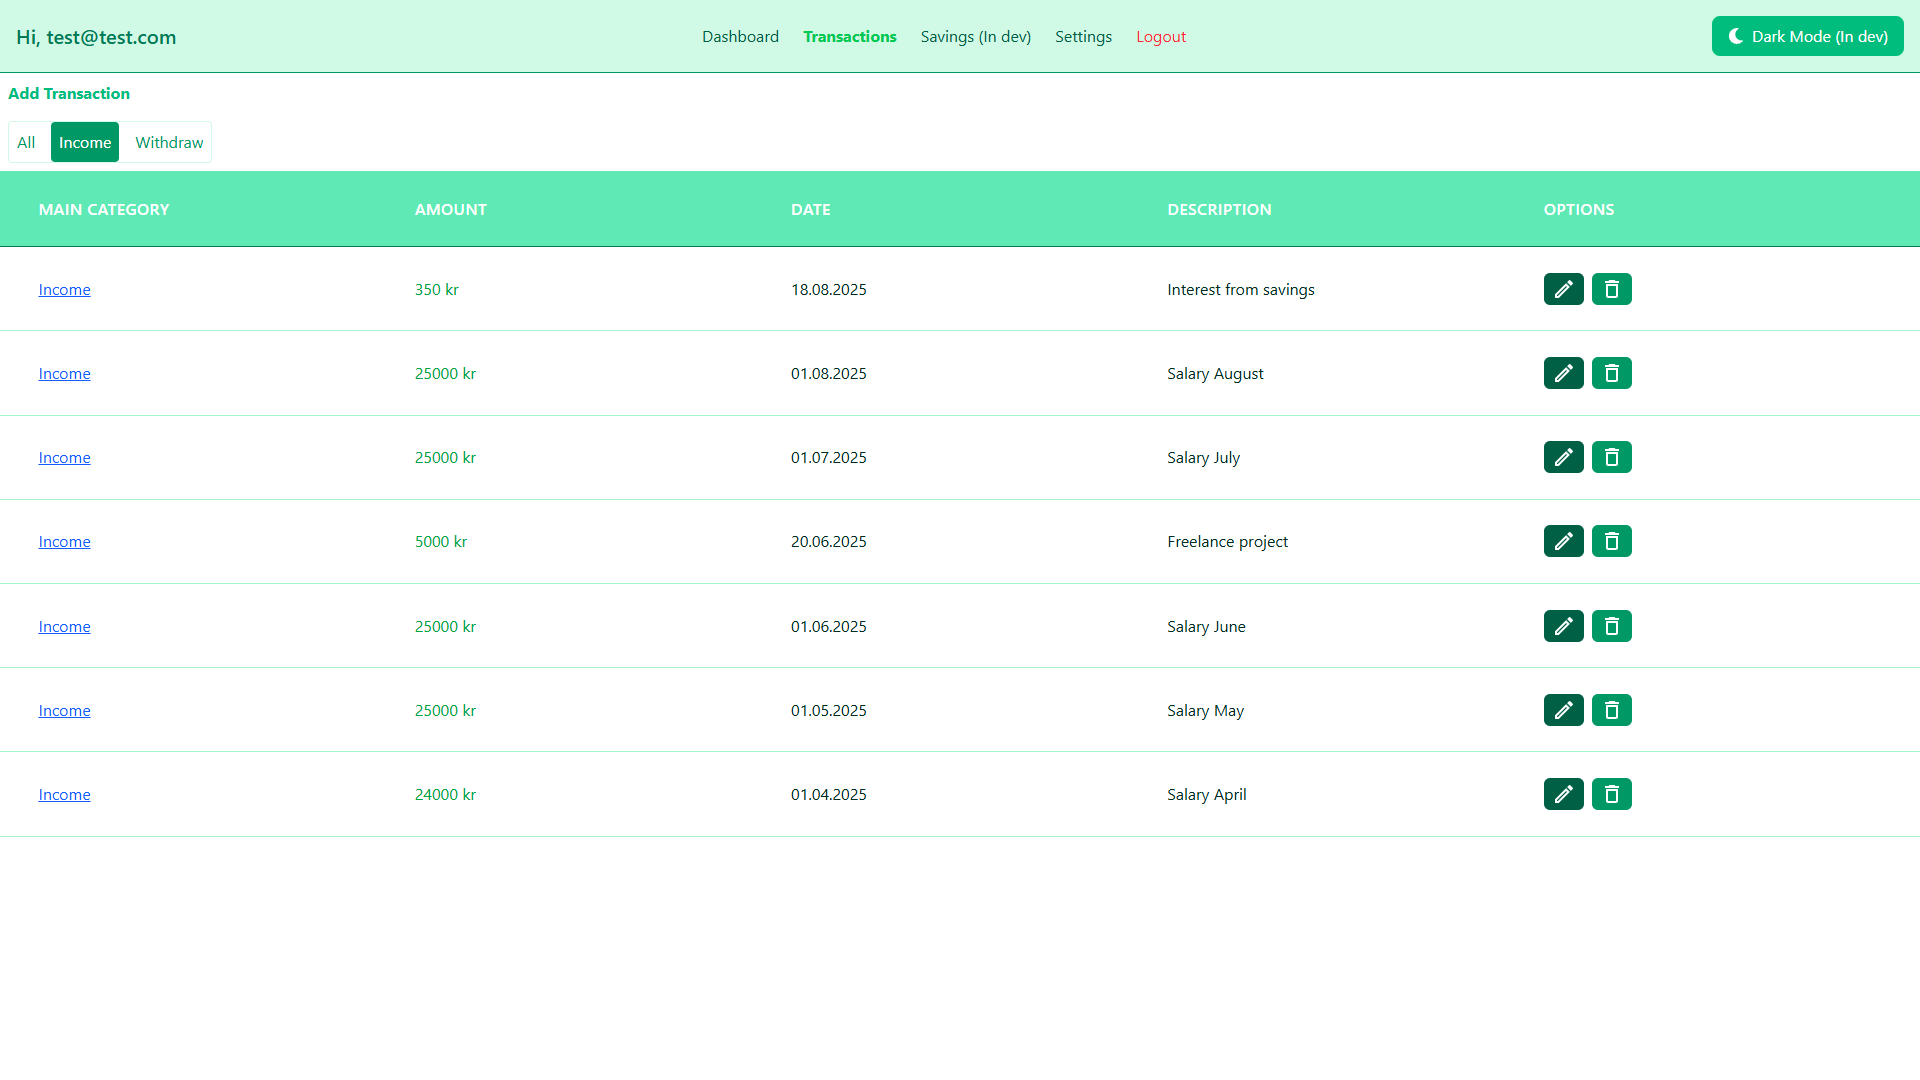 Hi, test@test.com
Dashboard Transactions Savings (In dev) Settings Logout
Dark Mode (In dev)
Add Transaction
All Income Withdraw
MAIN CATEGORY AMOUNT DATE DESCRIPTION OPTIONS
Income 350 kr 18.08.2025 Interest from savings
Income 25000 kr 01.08.2025 Salary August
Income 25000 kr 01.07.2025 Salary July
Income 5000 kr 20.06.2025 Freelance project
Income 25000 kr 01.06.2025 Salary June
Income 25000 kr 01.05.2025 Salary May
Income 24000 kr 01.04.2025 Salary April